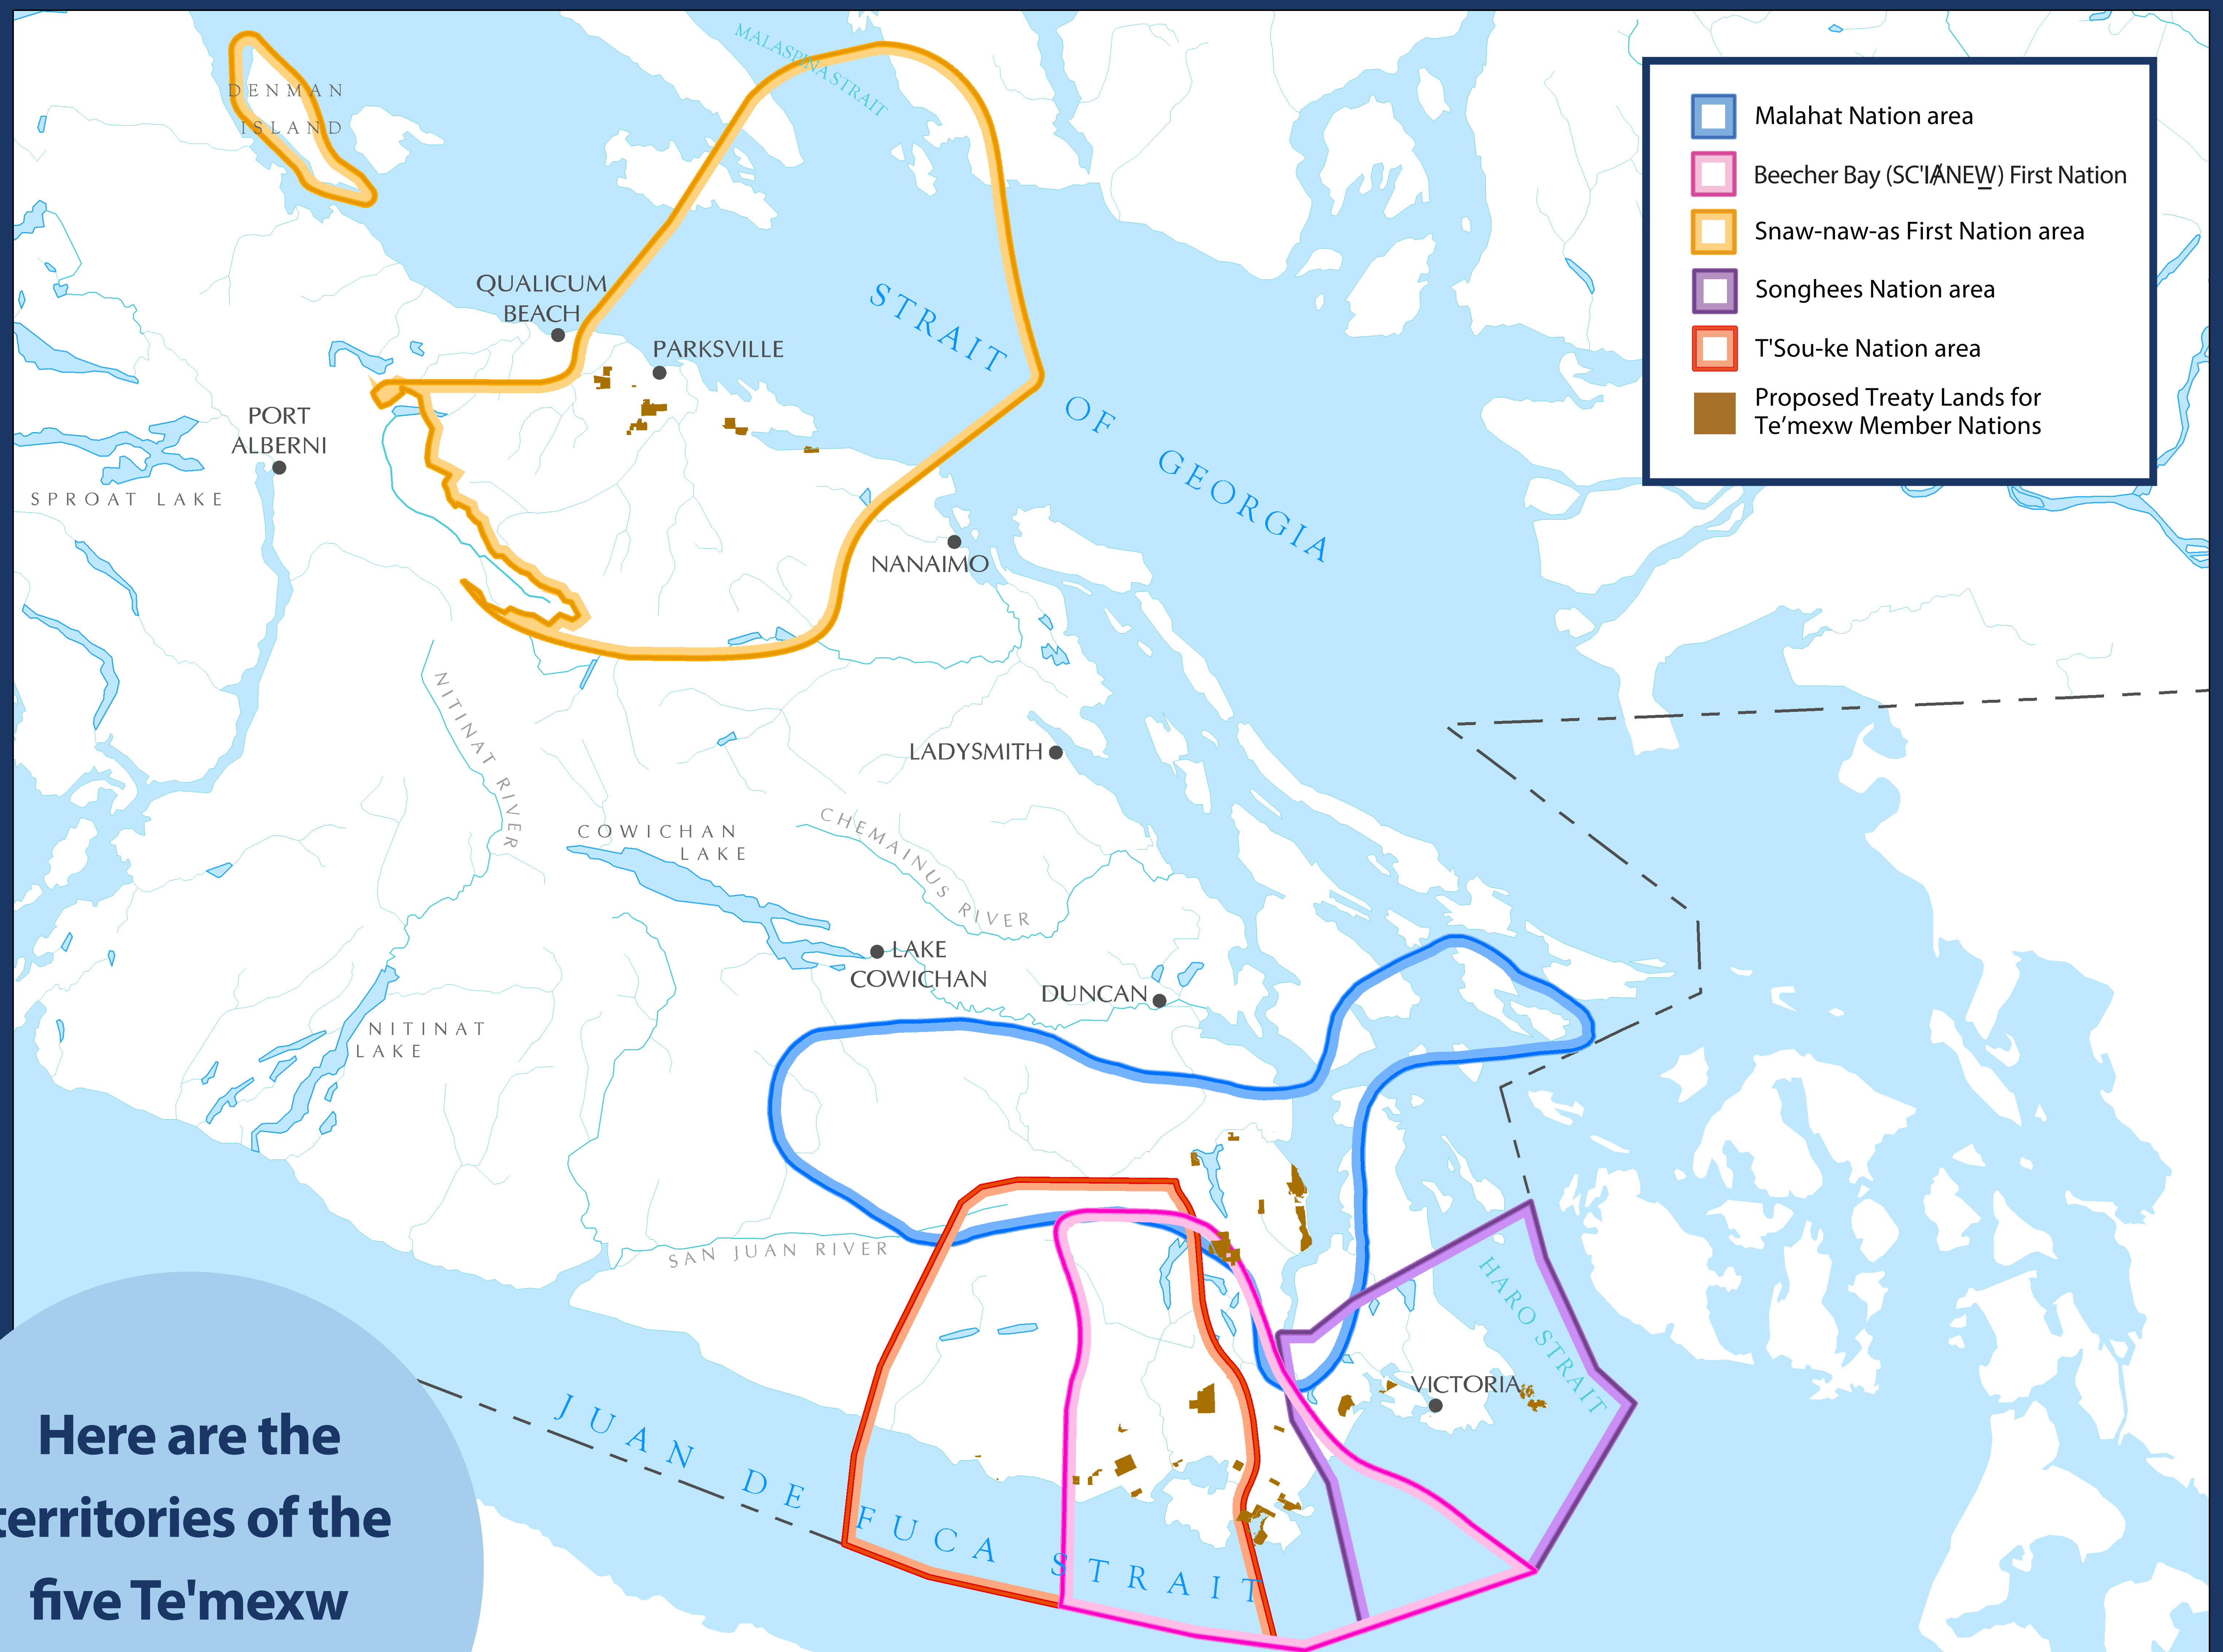 DENMAN
ISLAND
MALASPINA STRAIT
QUALICUM
BEACH
PARKSVILLE
STRAIT OF GEORGIA
PORT
ALBERNI
SPROAT LAKE
NANAIMO
NITINAT RIVER
LADYSMITH
COWICHAN
LAKE
CHEMAINUS RIVER
LAKE
COWICHAN
DUNCAN
NITINAT
LAKE
SAN JUAN RIVER
HARO STRAIT
VICTORIA
JUAN DE FUCA STRAIT
Malahat Nation area
Beecher Bay (SC'IȺNEW̲) First Nation
Snaw-naw-as First Nation area
Songhees Nation area
T'Sou-ke Nation area
Proposed Treaty Lands for
Te’mexw Member Nations
Here are the
territories of the
five Te'mexw